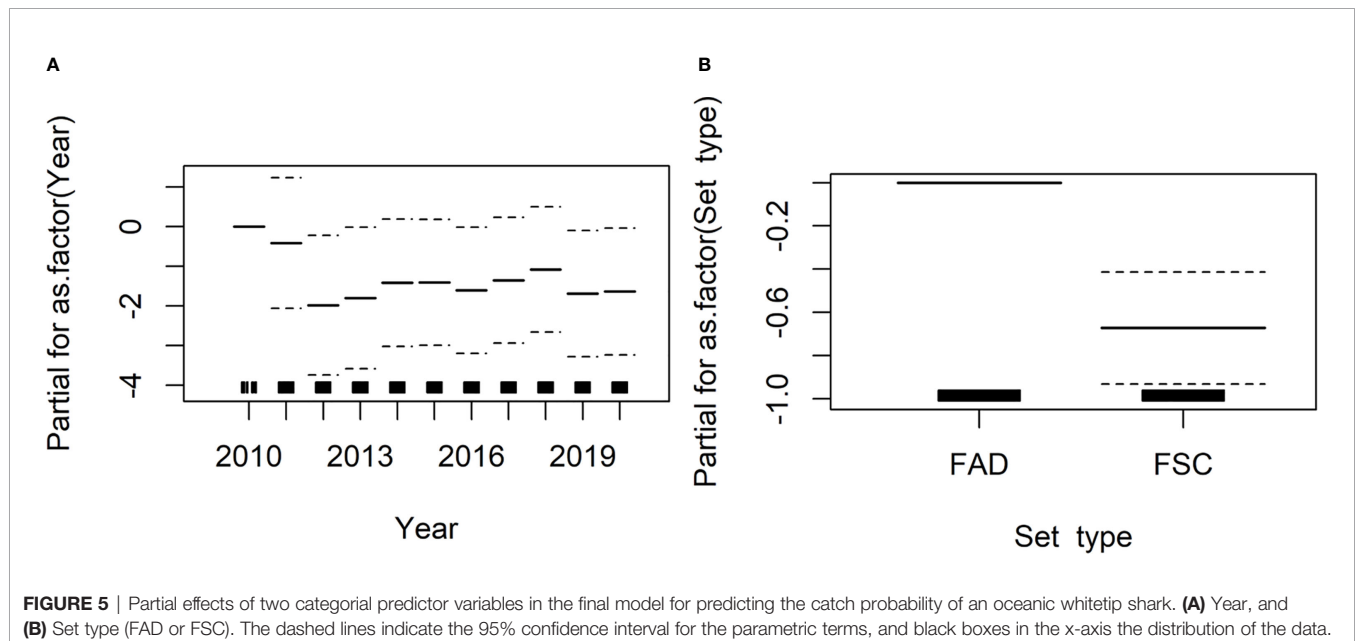 A
Partial for as.factor(Year)
0
-2
-4
2010 2013 2016 2019
Year
B
Partial for as.factor(Set type)
-0.2
-0.6
-1.0
FAD FSC
Set type
FIGURE 5 | Partial effects of two categorial predictor variables in the final model for predicting the catch probability of an oceanic whitetip shark. (A) Year, and
(B) Set type (FAD or FSC). The dashed lines indicate the 95% confidence interval for the parametric terms, and black boxes in the x-axis the distribution of the data.